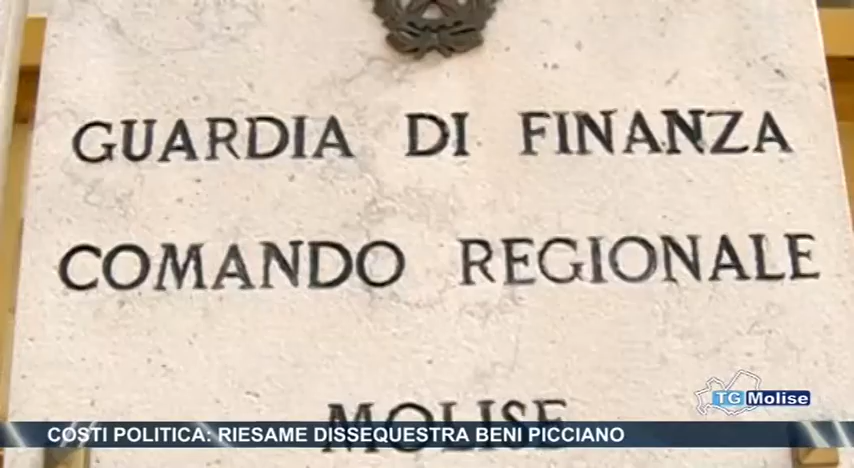 GUARDIA DI FINANZA
COMANDO REGIONALE
MOLISE
TG Molise
COSTI POLITICA: RIESAME DISSEQUESTRA BENI PICCIANO